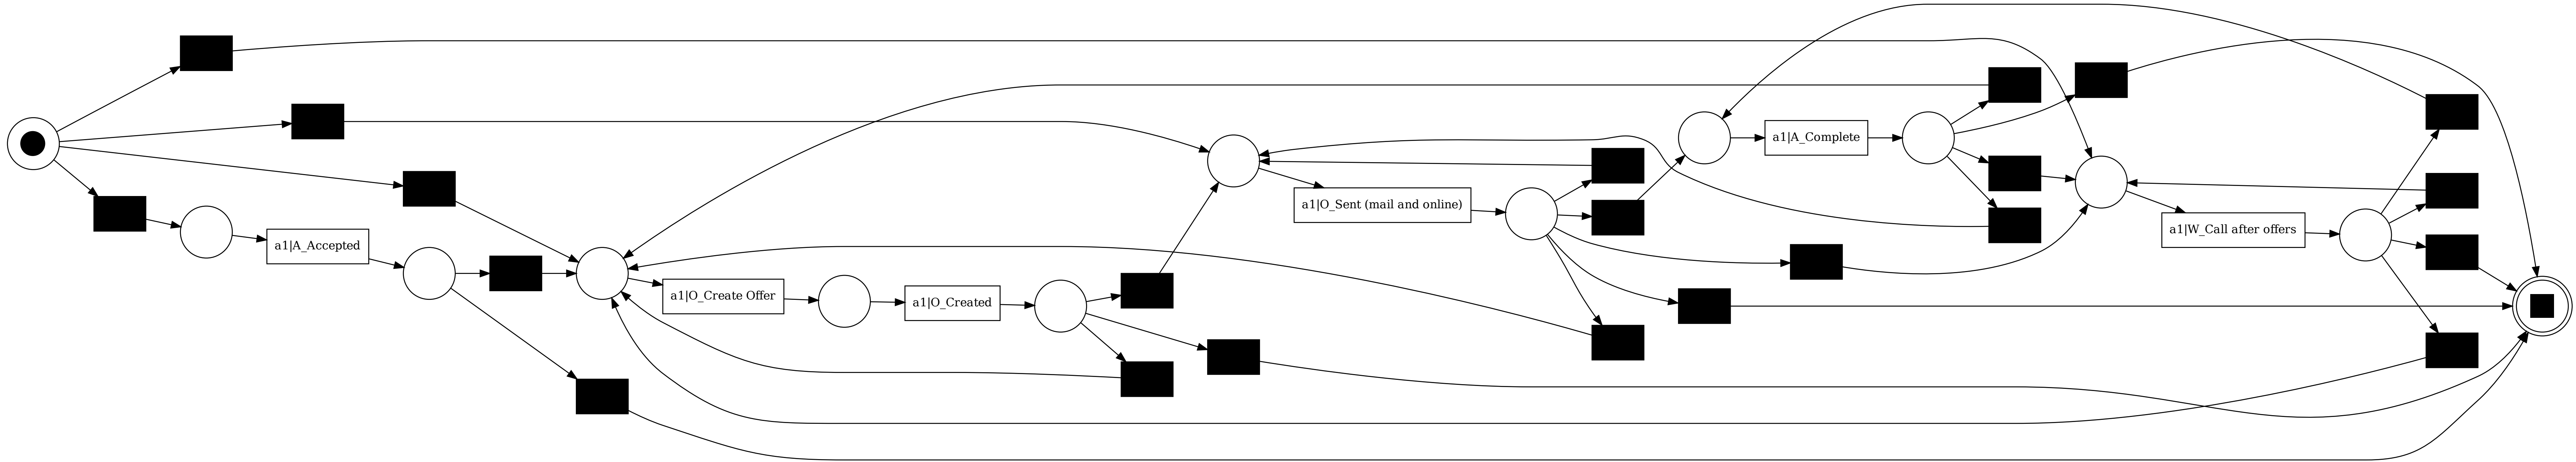 a1|A_Accepted
a1|O_Create Offer
a1|O_Created
a1|O_Sent (mail and online)
a1|A_Complete
a1|W_Call after offers